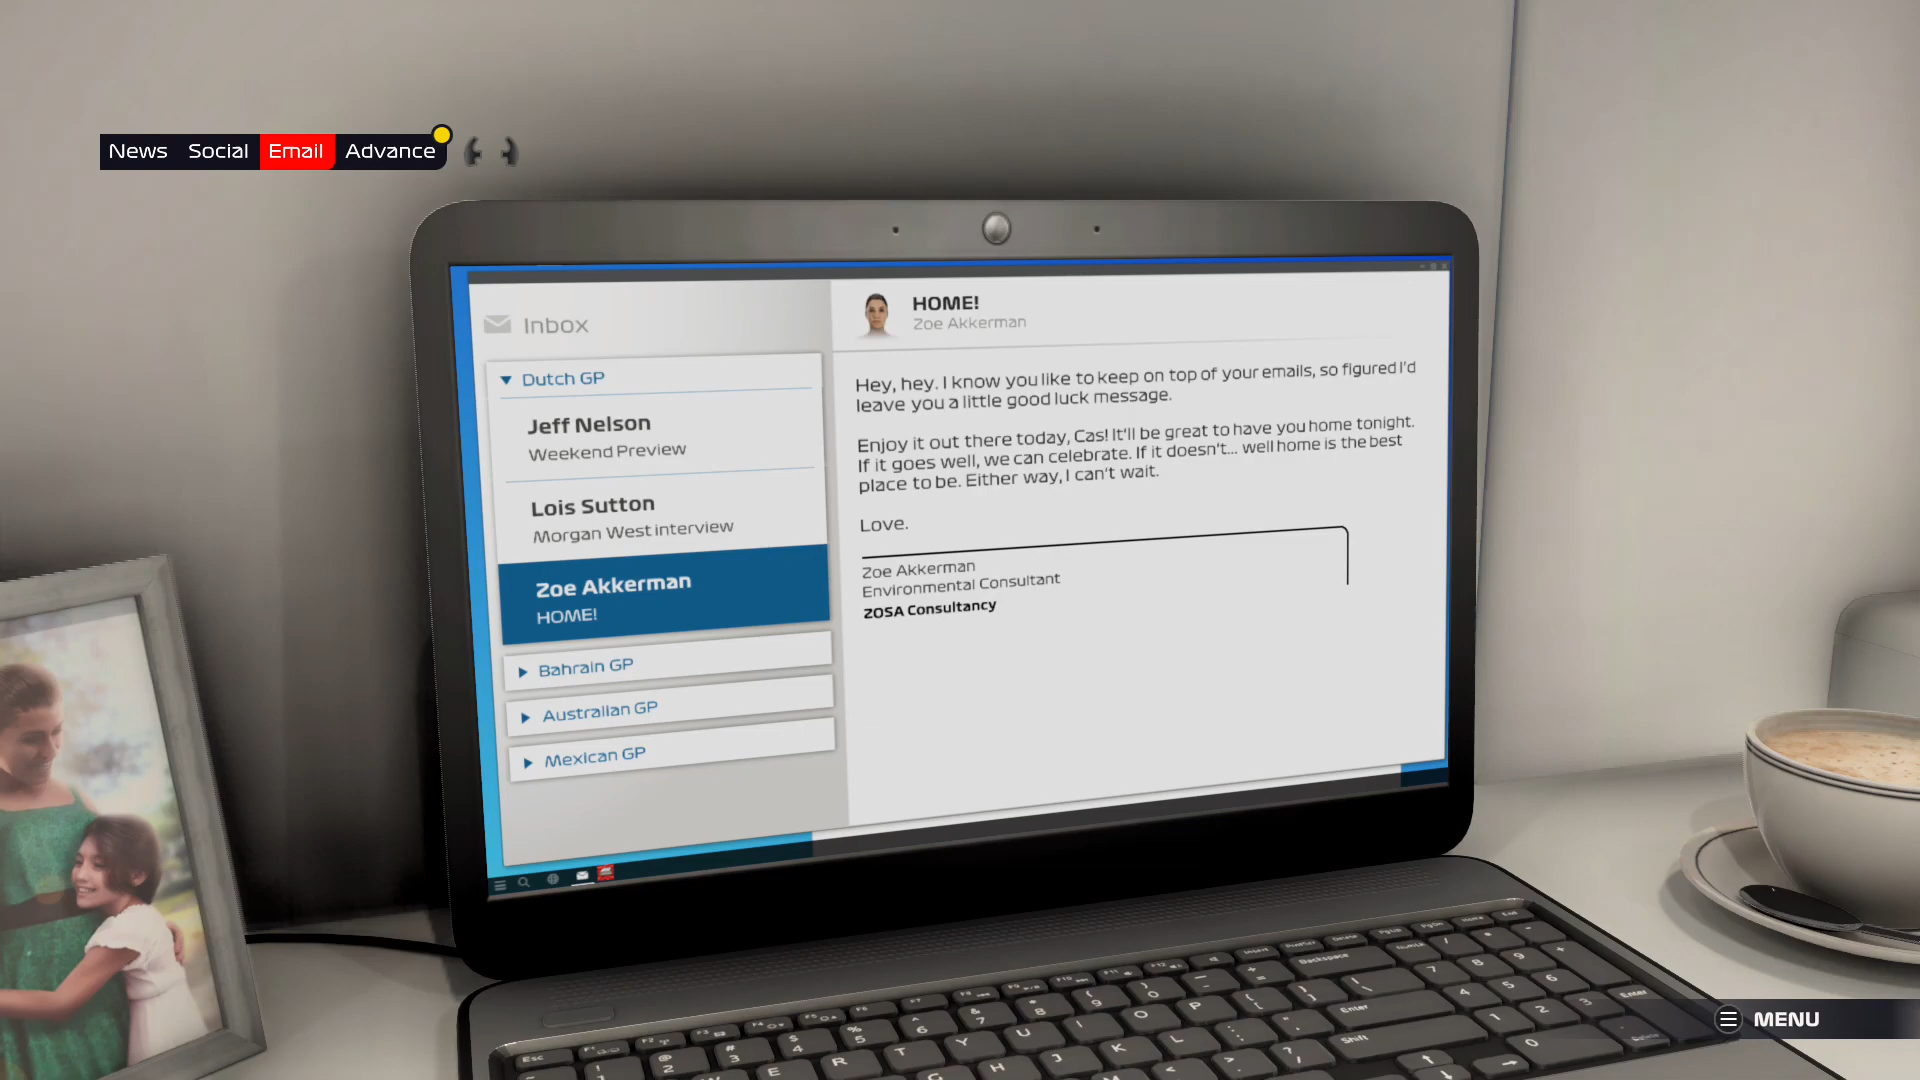 News Social Email Advance
Inbox
Dutch GP
Jeff Nelson
Weekend Preview
Lois Sutton
Morgan West interview
Zoe Akkerman
HOME!
Bahrain GP
Australian GP
Mexican GP
HOME!
Zoe Akkerman
Hey, hey. I know you like to keep on top of your emails, so figured I'd
leave you a little good luck message.
Enjoy it out there today, Cas! It'll be great to have you home tonight.
If it goes well, we can celebrate. If it doesn't... well home is the best
place to be. Either way, I can't wait.
Love.
Zoe Akkerman
Environmental Consultant
ZOSA Consultancy
MENU